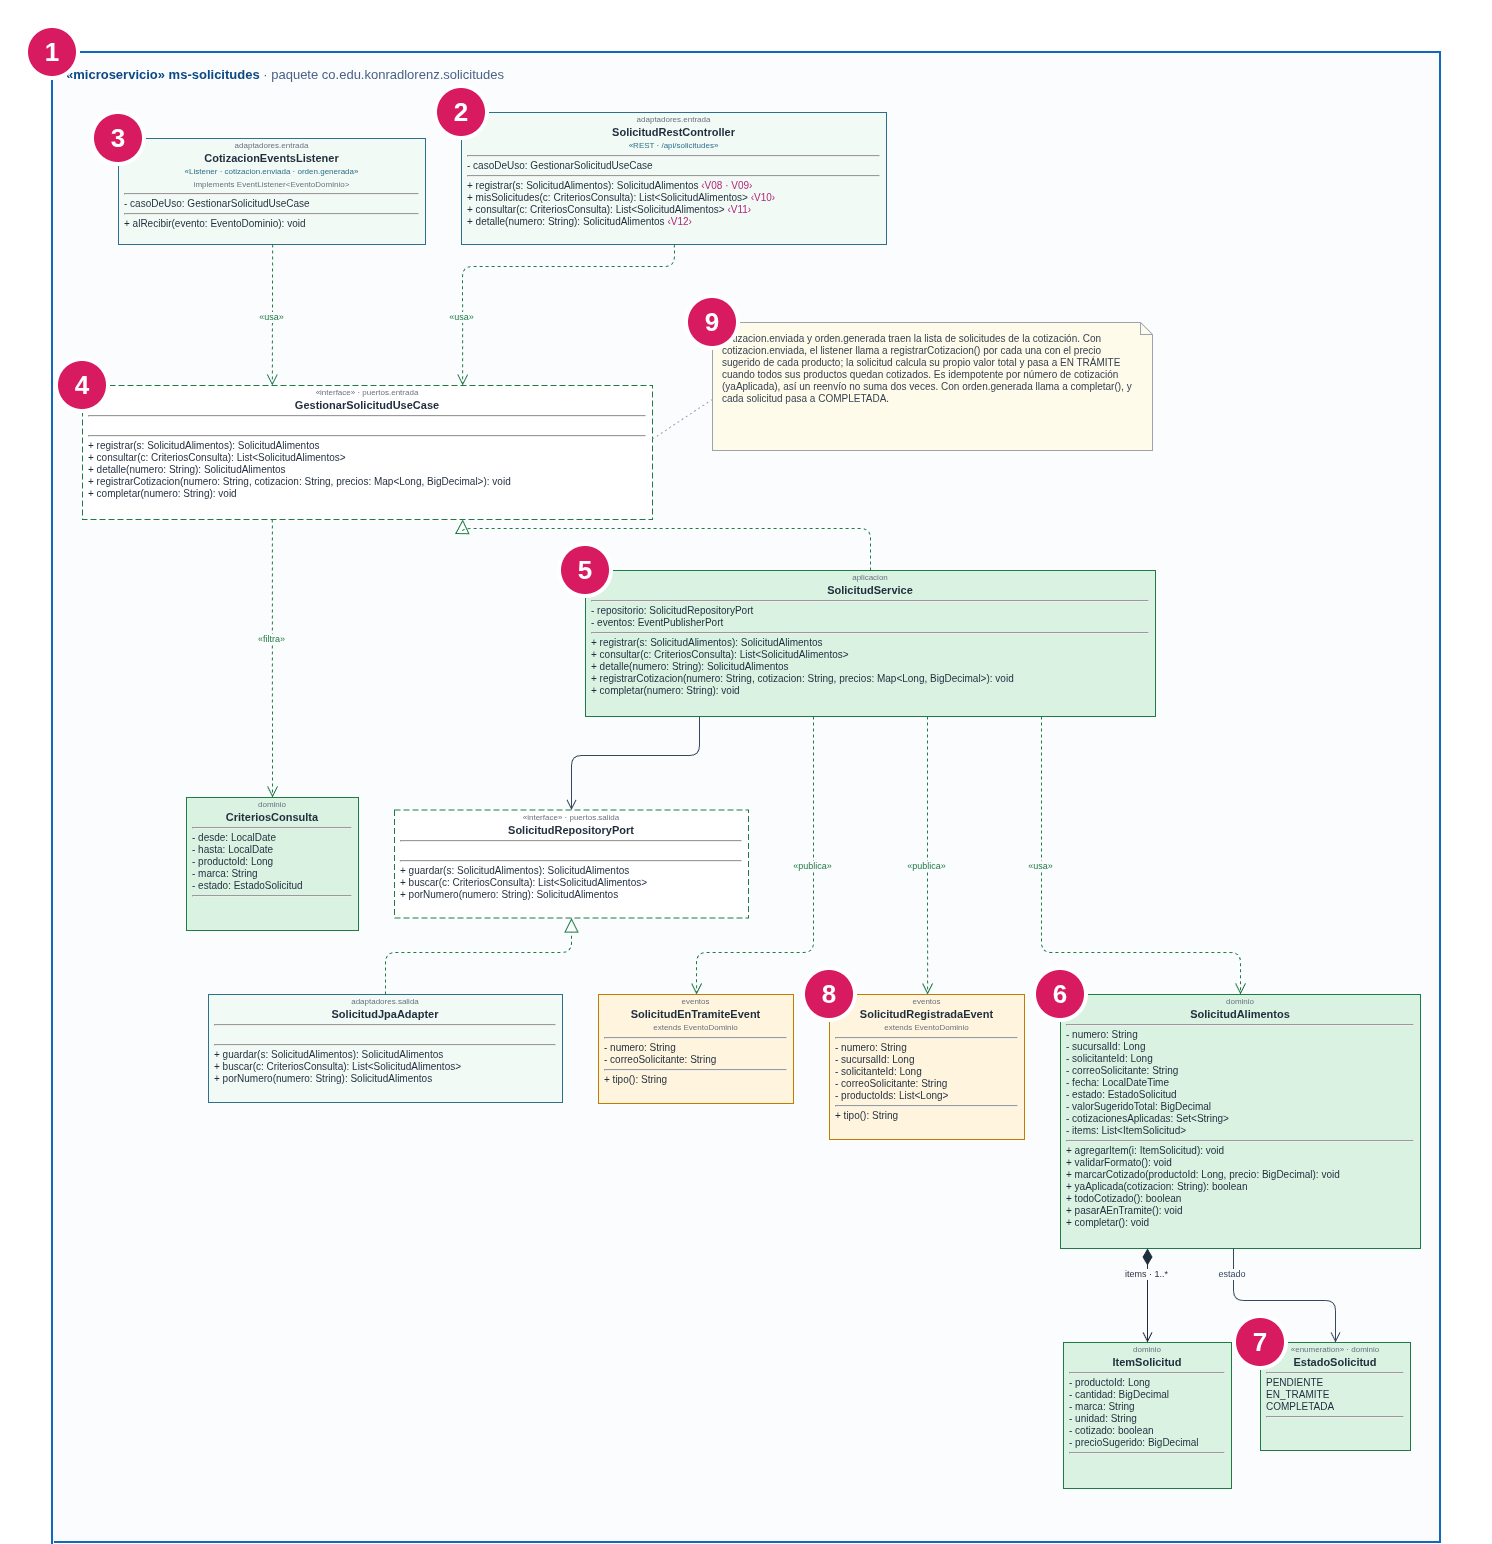 1
«microservicio» ms-solicitudes · paquete co.edu.konradlorenz.solicitudes
2
adaptadores.entrada
SolicitudRestController
«REST · /api/solicitudes»
- casoDeUso: GestionarSolicitudUseCase
+ registrar(s: SolicitudAlimentos): SolicitudAlimentos ‹V08 · V09›
+ misSolicitudes(c: CriteriosConsulta): List<SolicitudAlimentos> ‹V10›
+ consultar(c: CriteriosConsulta): List<SolicitudAlimentos> ‹V11›
+ detalle(numero: String): SolicitudAlimentos ‹V12›
3
adaptadores.entrada
CotizacionEventsListener
«Listener · cotizacion.enviada · orden.generada»
implements EventListener<EventoDominio>
- casoDeUso: GestionarSolicitudUseCase
+ alRecibir(evento: EventoDominio): void
«usa»
«usa»
9
tizacion.enviada y orden.generada traen la lista de solicitudes de la cotización. Con
cotizacion.enviada, el listener llama a registrarCotizacion() por cada una con el precio
sugerido de cada producto; la solicitud calcula su propio valor total y pasa a EN TRÁMITE
cuando todos sus productos quedan cotizados. Es idempotente por número de cotización
(yaAplicada), así un reenvío no suma dos veces. Con orden.generada llama a completar(), y
cada solicitud pasa a COMPLETADA.
4
«interface» · puertos.entrada
GestionarSolicitudUseCase
+ registrar(s: SolicitudAlimentos): SolicitudAlimentos
+ consultar(c: CriteriosConsulta): List<SolicitudAlimentos>
+ detalle(numero: String): SolicitudAlimentos
+ registrarCotizacion(numero: String, cotizacion: String, precios: Map<Long, BigDecimal>): void
+ completar(numero: String): void
5
aplicacion
SolicitudService
- repositorio: SolicitudRepositoryPort
- eventos: EventPublisherPort
+ registrar(s: SolicitudAlimentos): SolicitudAlimentos
+ consultar(c: CriteriosConsulta): List<SolicitudAlimentos>
+ detalle(numero: String): SolicitudAlimentos
+ registrarCotizacion(numero: String, cotizacion: String, precios: Map<Long, BigDecimal>): void
+ completar(numero: String): void
«filtra»
dominio
CriteriosConsulta
- desde: LocalDate
- hasta: LocalDate
- productoId: Long
- marca: String
- estado: EstadoSolicitud
«interface» · puertos.salida
SolicitudRepositoryPort
+ guardar(s: SolicitudAlimentos): SolicitudAlimentos
+ buscar(c: CriteriosConsulta): List<SolicitudAlimentos>
+ porNumero(numero: String): SolicitudAlimentos
«publica»
«publica»
«usa»
adaptadores.salida
SolicitudJpaAdapter
+ guardar(s: SolicitudAlimentos): SolicitudAlimentos
+ buscar(c: CriteriosConsulta): List<SolicitudAlimentos>
+ porNumero(numero: String): SolicitudAlimentos
eventos
SolicitudEnTramiteEvent
extends EventoDominio
- numero: String
- correoSolicitante: String
+ tipo(): String
8
eventos
SolicitudRegistradaEvent
extends EventoDominio
- numero: String
- sucursalId: Long
- solicitanteId: Long
- correoSolicitante: String
- productoIds: List<Long>
+ tipo(): String
6
dominio
SolicitudAlimentos
- numero: String
- sucursalId: Long
- solicitanteId: Long
- correoSolicitante: String
- fecha: LocalDateTime
- estado: EstadoSolicitud
- valorSugeridoTotal: BigDecimal
- cotizacionesAplicadas: Set<String>
- items: List<ItemSolicitud>
+ agregarItem(i: ItemSolicitud): void
+ validarFormato(): void
+ marcarCotizado(productoId: Long, precio: BigDecimal): void
+ yaAplicada(cotizacion: String): boolean
+ todoCotizado(): boolean
+ pasarAEnTramite(): void
+ completar(): void
items · 1..*
estado
dominio
ItemSolicitud
- productoId: Long
- cantidad: BigDecimal
- marca: String
- unidad: String
- cotizado: boolean
- precioSugerido: BigDecimal
7
«enumeration» · dominio
EstadoSolicitud
PENDIENTE
EN_TRAMITE
COMPLETADA